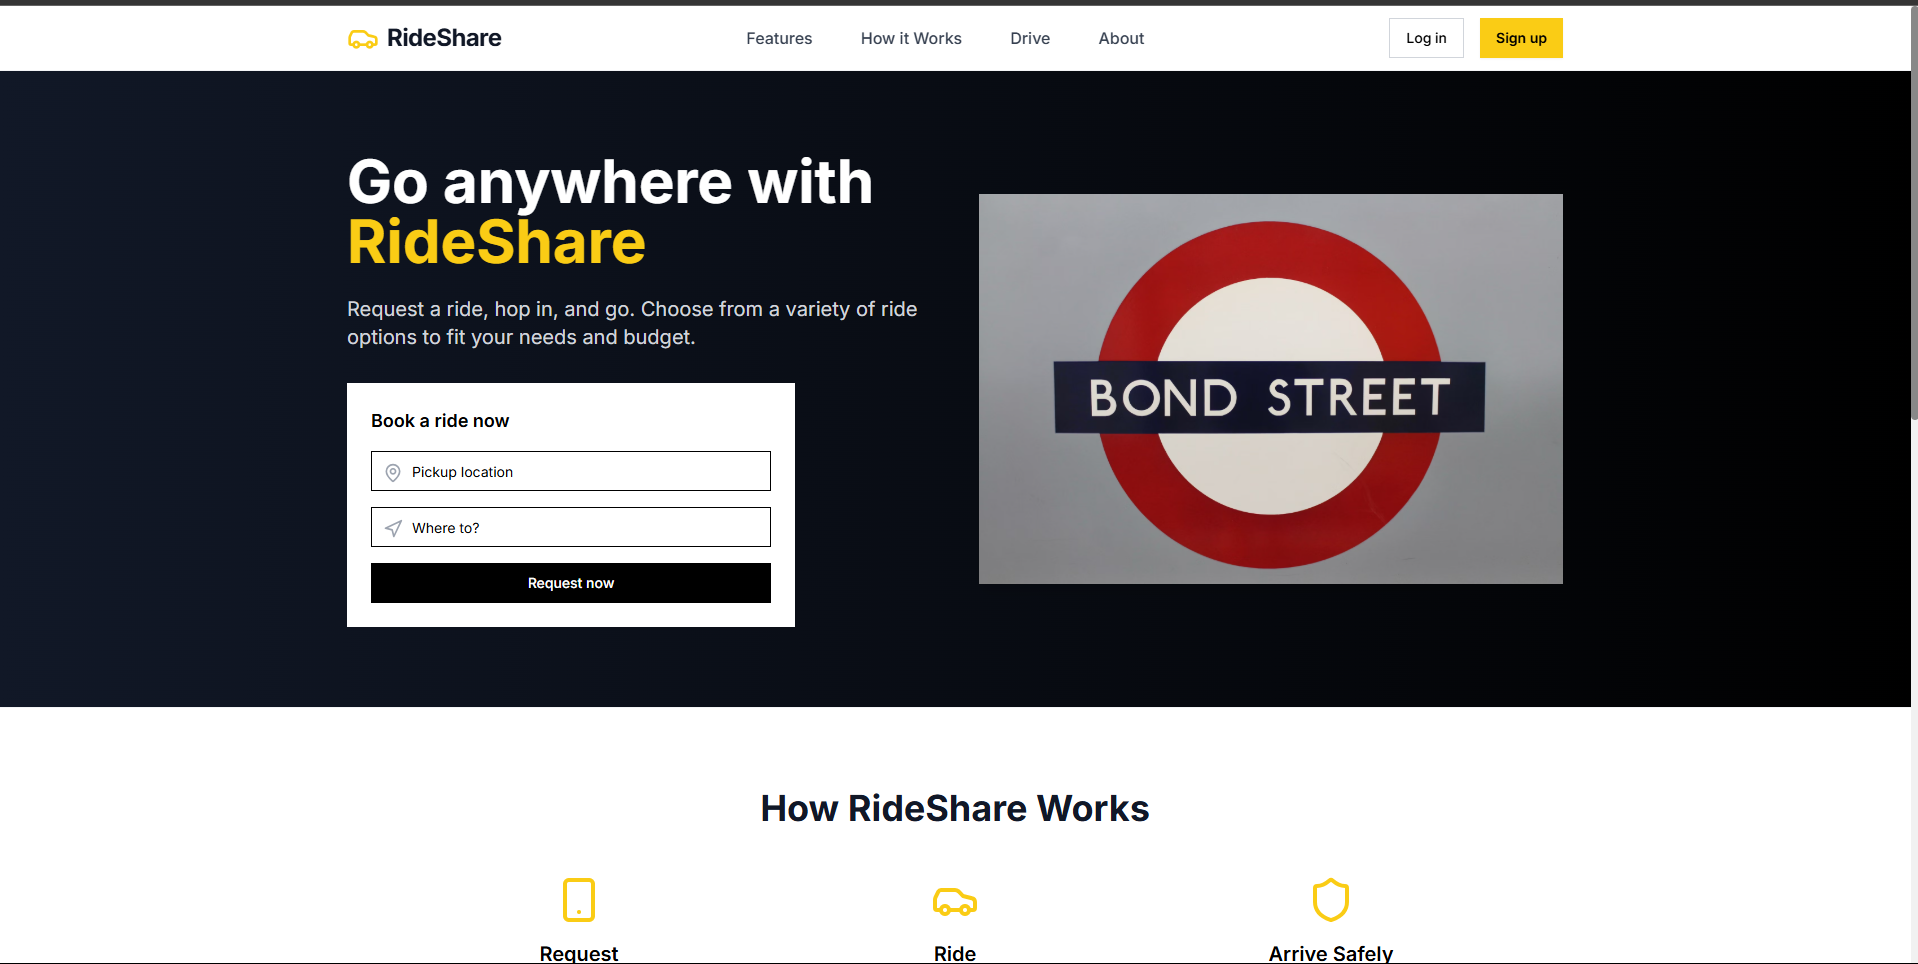 RideShare
Features
How it Works
Drive
About
Log in
Sign up
Go anywhere with
RideShare
Request a ride, hop in, and go. Choose from a variety of ride
options to fit your needs and budget.
Book a ride now
Pickup location
Where to?
Request now
BOND STREET
How RideShare Works
Request
Ride
Arrive Safely